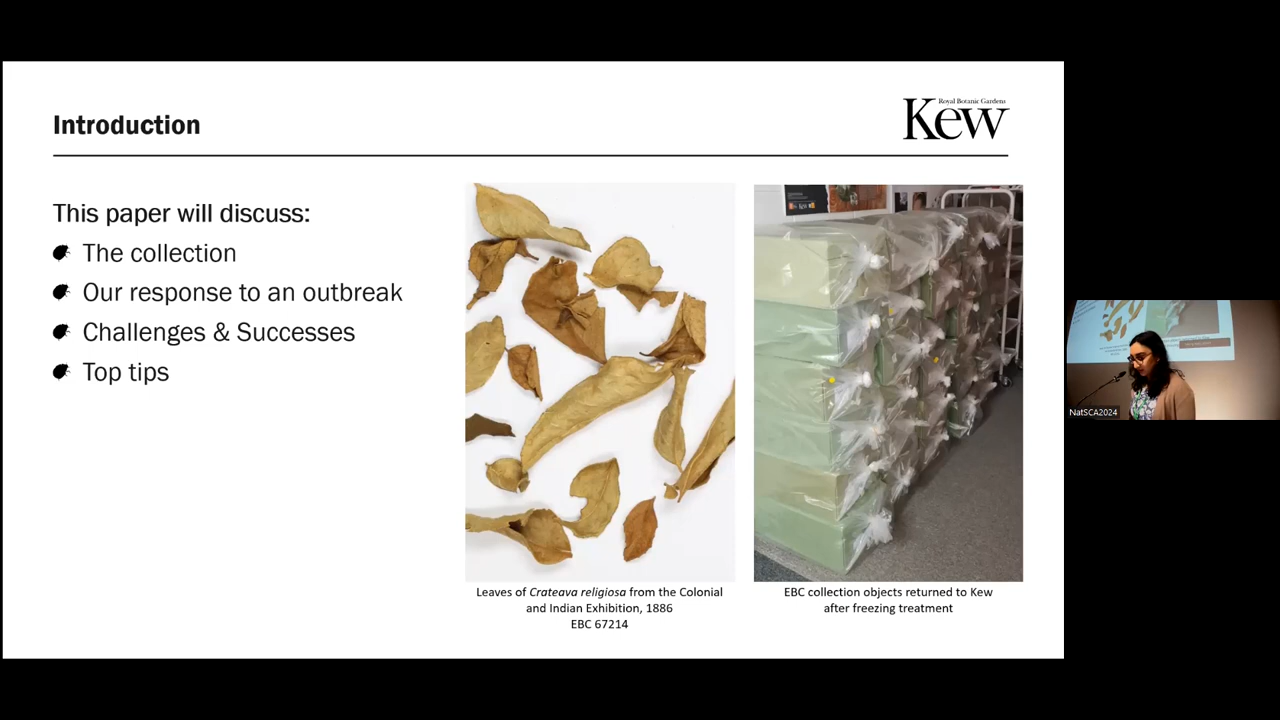 Introduction
Royal Botanic Gardens
Kew
This paper will discuss:
The collection
Our response to an outbreak
Challenges & Successes
Top tips
Leaves of Crateava religiosa from the Colonial
and Indian Exhibition, 1886
EBC 67214
EBC collection objects returned to Kew
after freezing treatment
NatSCA2024